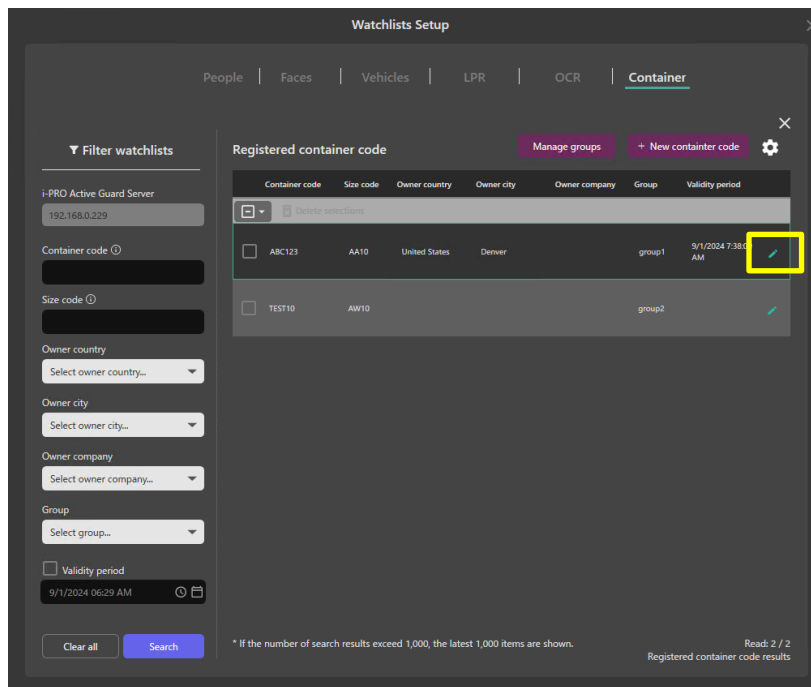 Watchlists Setup
People | Faces | Vehicles | LPR | OCR | Container
Filter watchlists
i-PRO Active Guard Server
192.168.0.229
Container code
Size code
Owner country
Select owner country...
Owner city
Select owner city...
Owner company
Select owner company...
Group
Select group...
Validity period
9/1/2024 06:29 AM
Clear all
Search
Registered container code
Manage groups
+ New containter code
Container code Size code Owner country Owner city Owner company Group Validity period
Delete selections
ABC123 AA10 United States Denver group1 9/1/2024 7:38:0
AM
TEST10 AW10 group2
* If the number of search results exceed 1,000, the latest 1,000 items are shown.
Read: 2 / 2
Registered container code results